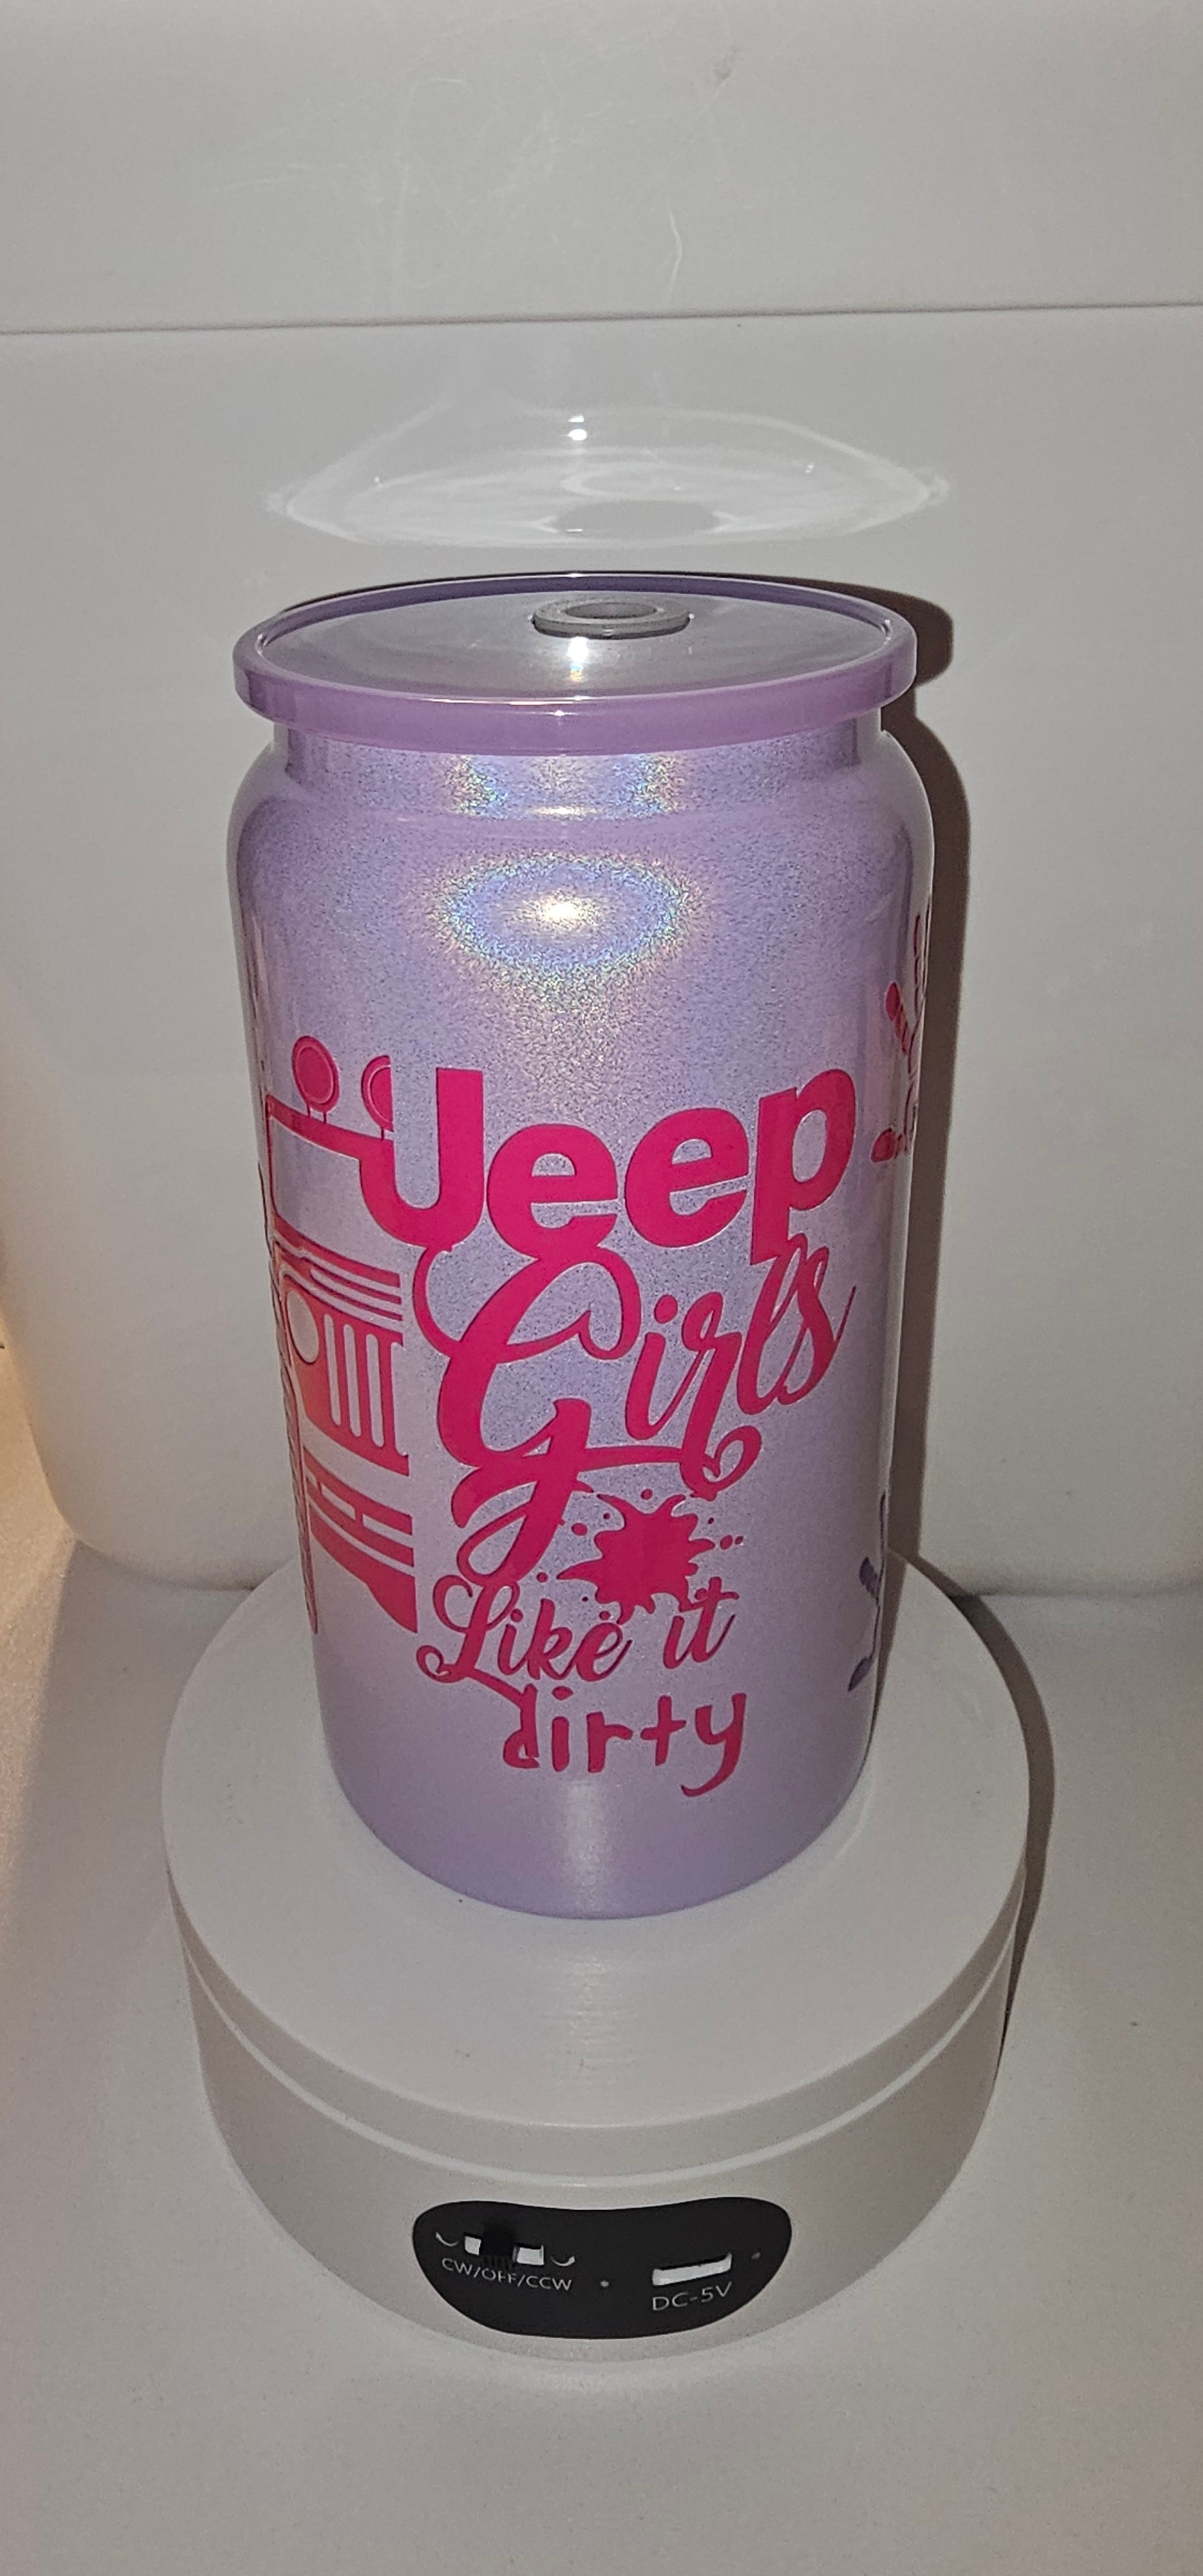 Jeep
Girls
Like it
dirty
CW/OFF/CCW
DC-5V